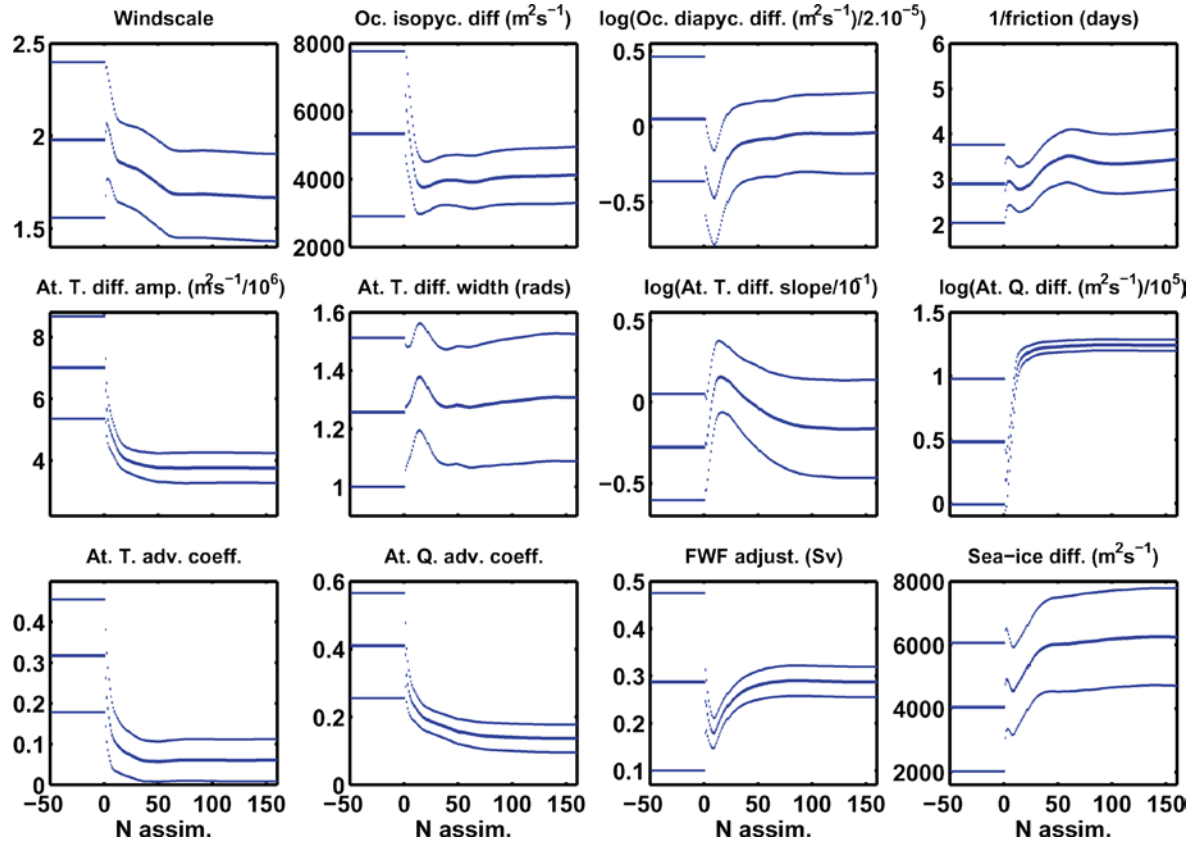 Windscale
Oc. isopyc. diff (m²s⁻¹)
log(Oc. diapyc. diff. (m²s⁻¹)/2.10⁻⁵)
1/friction (days)
2.5
2
1.5
8000
6000
4000
2000
0.5
0
−0.5
6
5
4
3
2
At. T. diff. amp. (m²s⁻¹/10⁶)
At. T. diff. width (rads)
log(At. T. diff. slope/10⁻¹)
log(At. Q. diff. (m²s⁻¹)/10⁵)
8
6
4
1.6
1.4
1.2
1
0.5
0
−0.5
1.5
1
0.5
0
At. T. adv. coeff.
At. Q. adv. coeff.
FWF adjust. (Sv)
Sea−ice diff. (m²s⁻¹)
0.4
0.3
0.2
0.1
0
0.6
0.4
0.2
0
0.5
0.4
0.3
0.2
0.1
8000
6000
4000
2000
−50 0 50 100 150
0 50 100 150
0 50 100 150
−50 0 50 100 150
N assim.
N assim.
N assim.
N assim.